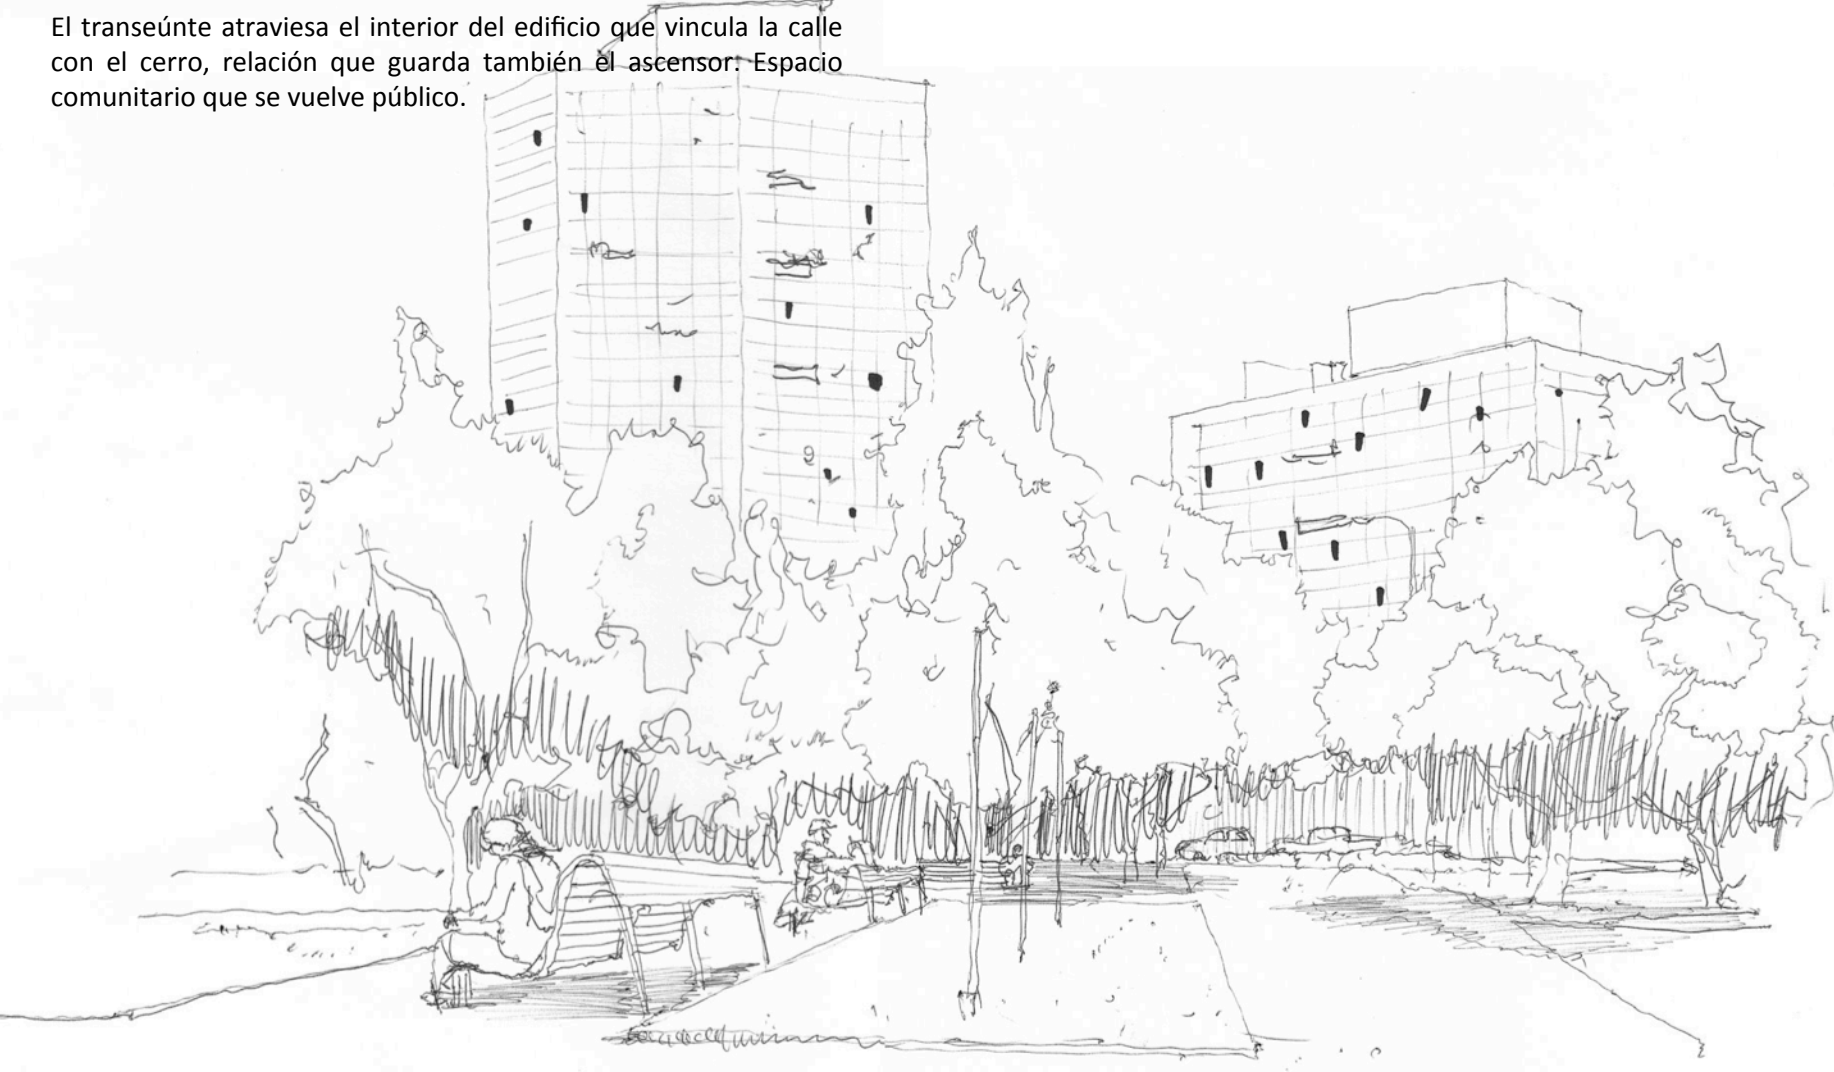 El transeúnte atraviesa el interior del edificio que vincula la calle
con el cerro, relación que guarda también el ascensor. Espacio
comunitario que se vuelve público.